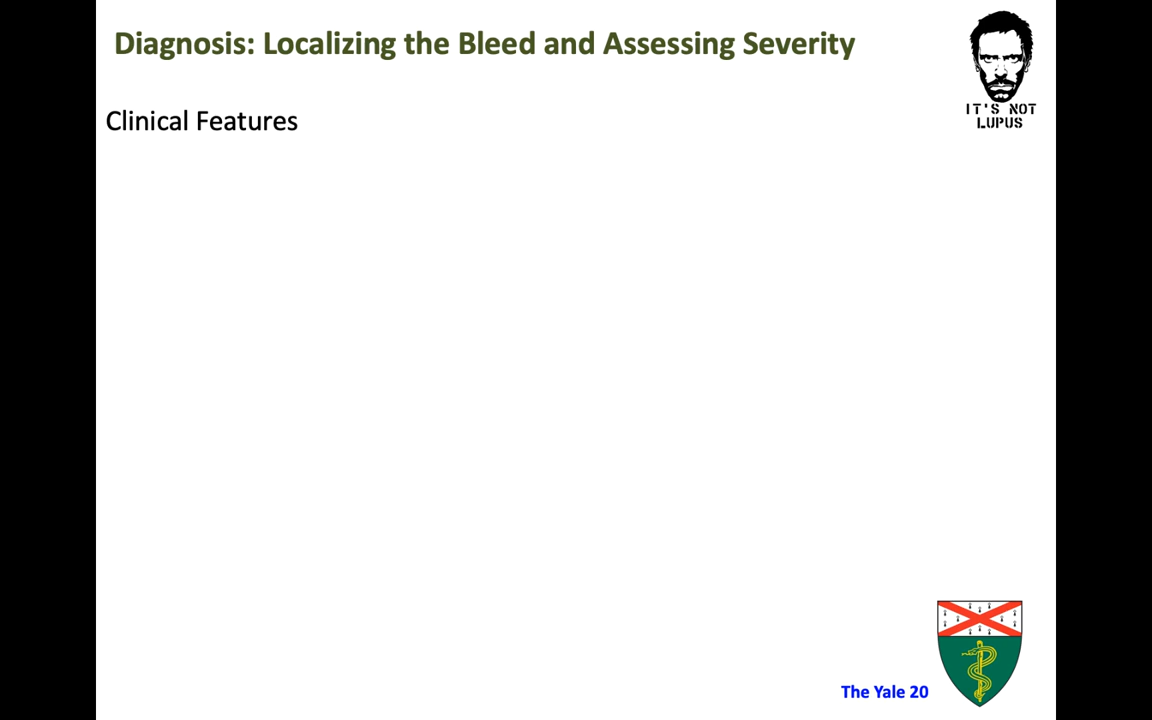 Diagnosis: Localizing the Bleed and Assessing Severity
IT'S NOT
LUPUS
Clinical Features
The Yale 20